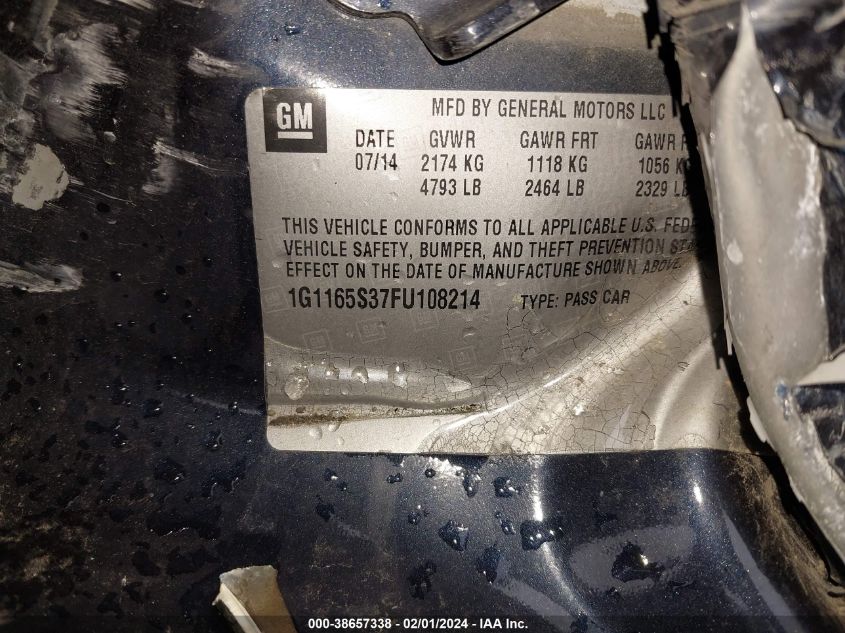 GM
MFD BY GENERAL MOTORS LLC
DATE GVWR GAWR FRT GAWR
07/14 2174 KG 1118 KG 1056
4793 LB 2464 LB 2329 LB
THIS VEHICLE CONFORMS TO ALL APPLICABLE U.S.
VEHICLE SAFETY, BUMPER, AND THEFT PREVENTION
EFFECT ON THE DATE OF MANUFACTURE SHOWN ABOVE.
1G1165S37FU108214 TYPE: PASS CAR
000-38657338 - 02/01/2024 - IAA Inc.